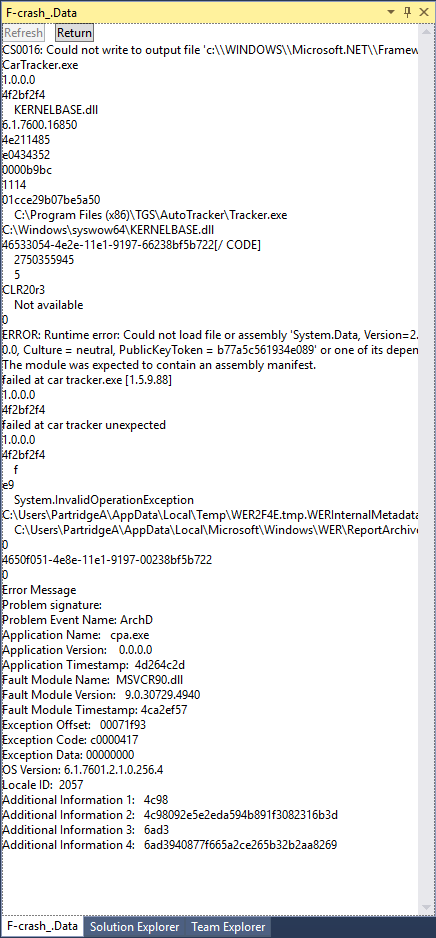 F-crash_.Data
Refresh Return
CS0016: Could not write to output file 'c:\\WINDOWS\\Microsoft.NET\\Framew
CarTracker.exe
1.0.0.0
4f2bf2f4
KERNELBASE.dll
6.1.7600.16850
4e211485
e0434352
0000b9bc
1114
01cce29b07be5a50
C:\Program Files (x86)\TGS\AutoTracker\Tracker.exe
C:\Windows\syswow64\KERNELBASE.dll
46533054-4e2e-11e1-9197-66238bf5b722[/ CODE]
2750355945
5
CLR20r3
Not available
0
ERROR: Runtime error: Could not load file or assembly 'System.Data, Version=2.
0.0, Culture = neutral, PublicKeyToken = b77a5c561934e089' or one of its depen
The module was expected to contain an assembly manifest.
failed at car tracker.exe [1.5.9.88]
1.0.0.0
4f2bf2f4
failed at car tracker unexpected
1.0.0.0
4f2bf2f4
f
e9
System.InvalidOperationException
C:\Users\PartridgeA\AppData\Local\Temp\WER2F4E.tmp.WERInternalMetadata
C:\Users\PartridgeA\AppData\Local\Microsoft\Windows\WER\ReportArchive
0
4650f051-4e8e-11e1-9197-00238bf5b722
0
Error Message
Problem signature:
Problem Event Name: ArchD
Application Name: cpa.exe
Application Version: 0.0.0.0
Application Timestamp: 4d264c2d
Fault Module Name: MSVCR90.dll
Fault Module Version: 9.0.30729.4940
Fault Module Timestamp: 4ca2ef57
Exception Offset: 00071f93
Exception Code: c0000417
Exception Data: 00000000
OS Version: 6.1.7601.2.1.0.256.4
Locale ID: 2057
Additional Information 1: 4c98
Additional Information 2: 4c98092e5e2eda594b891f3082316b3d
Additional Information 3: 6ad3
Additional Information 4: 6ad3940877f665a2ce265b32b2aa8269
F-crash_.Data Solution Explorer Team Explorer